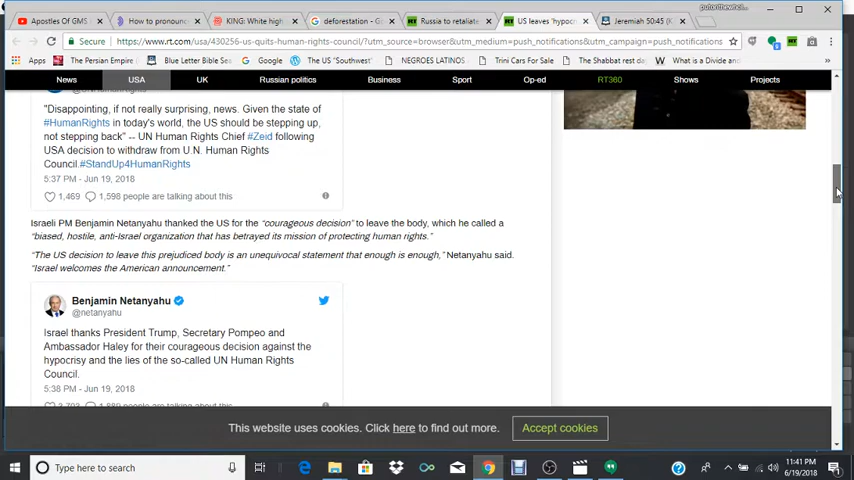 Apostles Of GMS
How to pronounc
KING: White high
deforestation - G
Russia to retaliate
US leaves 'hypoc
Jeremiah 50:45 (K
Secure
https://www.rt.com/usa/430256-us-quits-human-rights-council/?utm_source=browser&utm_medium=push_notifications&utm_campaign=push_notifications
Apps
The Persian Empire
Blue Letter Bible
Google
The US "Southwest"
NEGROES LATINOS
Trini Cars For Sale
The Shabbat rest
What is a Divide and
News
USA
UK
Russian politics
Business
Sport
Op-ed
RT360
Shows
Projects
"Disappointing, if not really surprising, news. Given the state of
#HumanRights in today's world, the US should be stepping up,
not stepping back" -- UN Human Rights Chief #Zeid following
USA decision to withdraw from U.N. Human Rights
Council.#StandUp4HumanRights
5:37 PM - Jun 19, 2018
1,469
1,598 people are talking about this
Israeli PM Benjamin Netanyahu thanked the US for the "courageous decision" to leave the body, which he called a
"biased, hostile, anti-Israel organization that has betrayed its mission of protecting human rights."
"The US decision to leave this prejudiced body is an unequivocal statement that enough is enough," Netanyahu said.
"Israel welcomes the American announcement."
Benjamin Netanyahu
@netanyahu
Israel thanks President Trump, Secretary Pompeo and
Ambassador Haley for their courageous decision against the
hypocrisy and the lies of the so-called UN Human Rights
Council.
5:38 PM - Jun 19, 2018
This website uses cookies. Click here to find out more.
Accept cookies
Type here to search
11:41 PM
6/19/2018